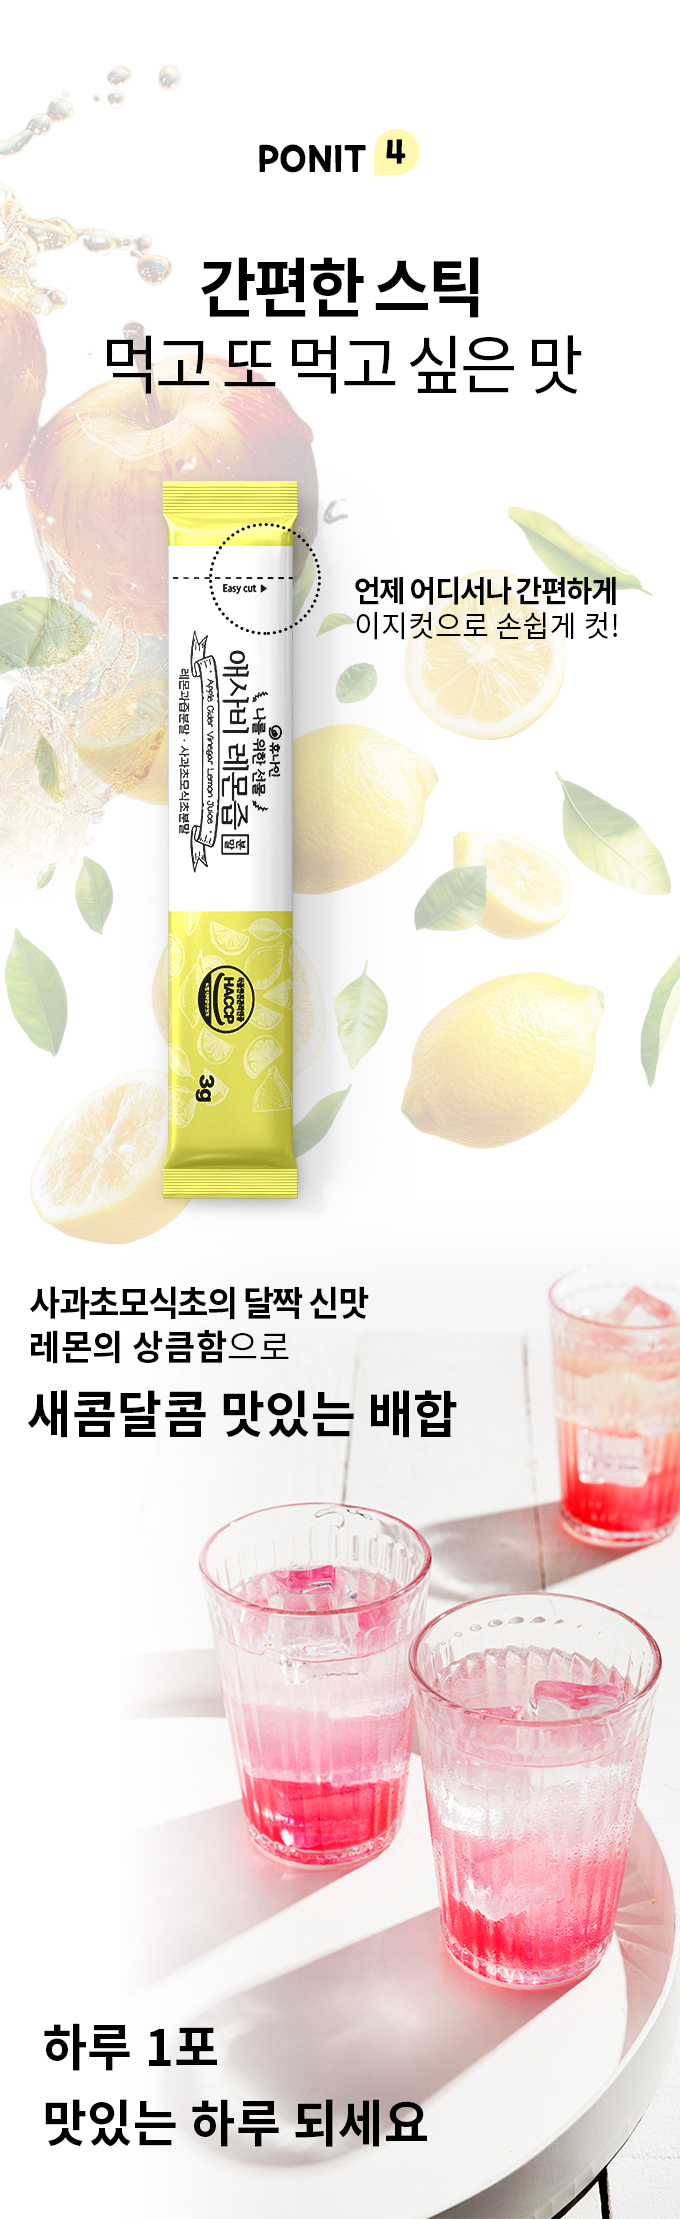 PONIT 4
간편한 스틱
먹고 또 먹고 싶은 맛
Easy cut ▶
언제 어디서나 간편하게
이지컷으로 손쉽게 컷!
휴나인
나를 위한 선물
애사비 레몬즙 분말
Apple Cider Vinegar Lemon Juice
레몬과즙분말 · 사과초모식초분말
HACCP
3g
사과초모식초의 달짝 신맛
레몬의 상큼함으로
새콤달콤 맛있는 배합
하루 1포
맛있는 하루 되세요